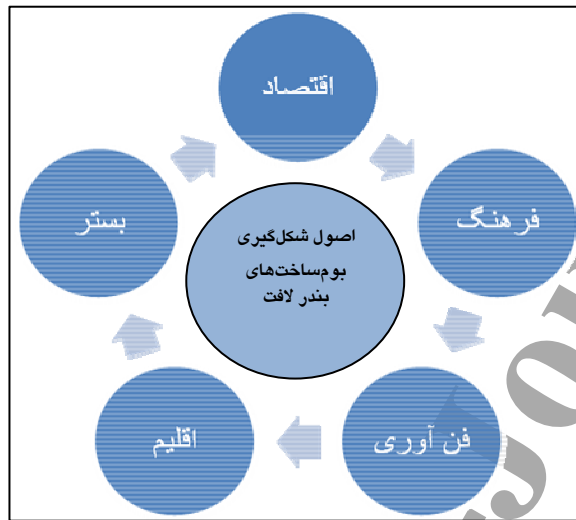 اقتصاد
فرهنگ
فن آوری
اقلیم
بستر
اصول شکل‌گیری
بوم‌ساخت‌های
بندر لافت